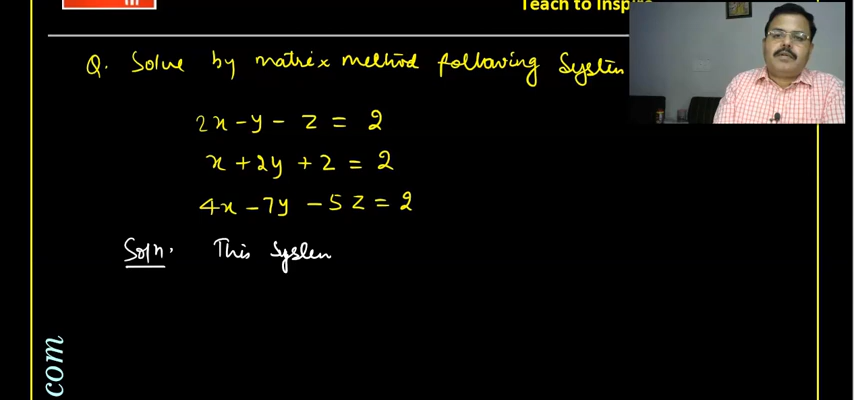 Teach to Inspire
Q. Solve by matrix method following System
2x - y - z = 2
x + 2y + z = 2
4x - 7y - 5z = 2
Soln. This System
com